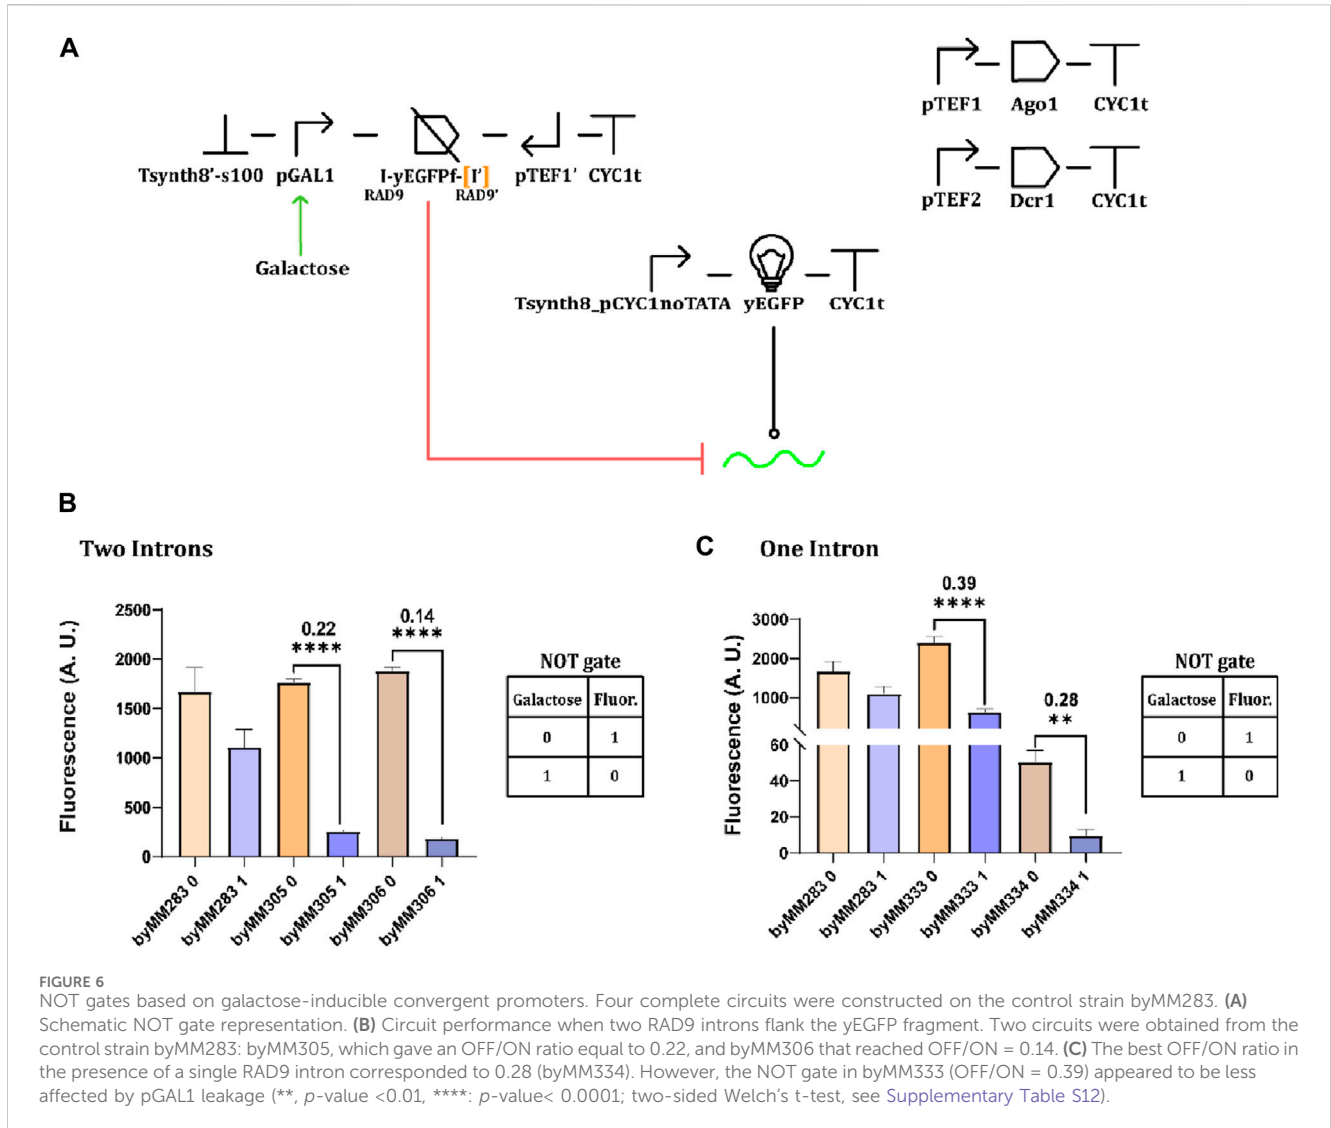 A
pTEF1 Ago1 CYC1t
Tsynth8'-s100 pGAL1 I-yEGPf-[I'] pTEF1' CYC1t
RAD9 RAD9'
pTEF2 Dcr1 CYC1t
Galactose
Tsynth8_pCYC1noTATA yEGFP CYC1t
B
Two Introns
Fluorescence (A. U.)
2500
2000
1500
1000
500
0
0.22
****
0.14
****
byMM283 0
byMM283 1
byMM305 0
byMM305 1
byMM306 0
byMM306 1
NOT gate
Galactose Fluor.
0 1
1 0
C
One Intron
Fluorescence (A. U.)
3000
2000
1000
60
40
20
0
0.39
****
0.28
**
byMM283 0
byMM283 1
byMM333 0
byMM333 1
byMM334 0
byMM334 1
NOT gate
Galactose Fluor.
0 1
1 0
FIGURE 6
NOT gates based on galactose-inducible convergent promoters. Four complete circuits were constructed on the control strain byMM283. (A)
Schematic NOT gate representation. (B) Circuit performance when two RAD9 introns flank the yEGFP fragment. Two circuits were obtained from the
control strain byMM283: byMM305, which gave an OFF/ON ratio equal to 0.22, and byMM306 that reached OFF/ON = 0.14. (C) The best OFF/ON ratio in
the presence of a single RAD9 intron corresponded to 0.28 (byMM334). However, the NOT gate in byMM333 (OFF/ON = 0.39) appeared to be less
affected by pGAL1 leakage (**, p-value <0.01, ****: p-value< 0.0001; two-sided Welch's t-test, see Supplementary Table S12).